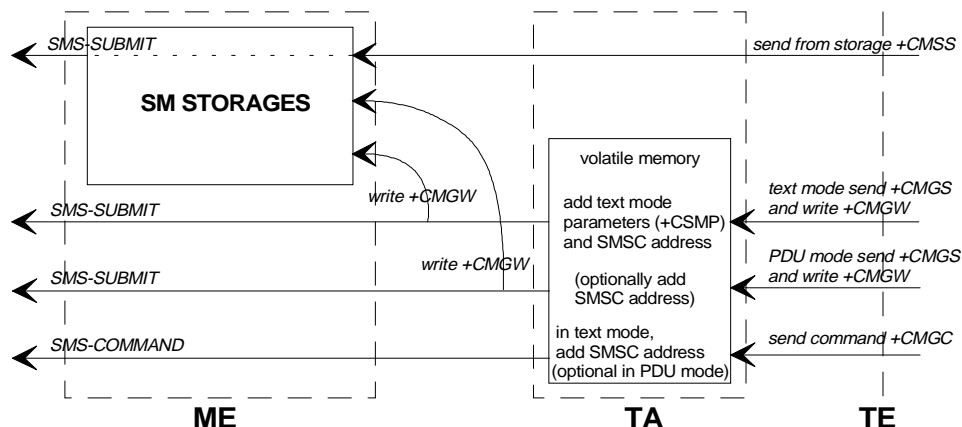 SMS-SUBMIT
send from storage +CMSS
SM STORAGES
volatile memory
write +CMGW
SMS-SUBMIT
add text mode
parameters (+CSMP)
and SMSC address
text mode send +CMGS
and write +CMGW
write +CMGW
SMS-SUBMIT
(optionally add
SMSC address)
PDU mode send +CMGS
and write +CMGW
SMS-COMMAND
in text mode,
add SMSC address
(optional in PDU mode)
send command +CMGC
ME
TA
TE